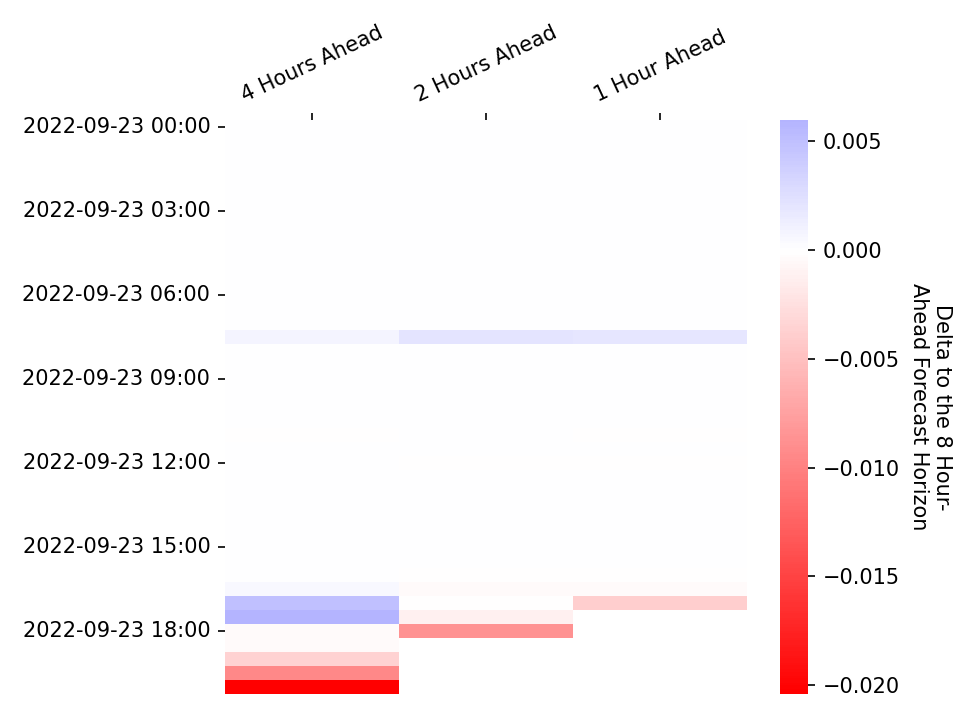 4 Hours Ahead
2 Hours Ahead
1 Hour Ahead
2022-09-23 00:00
2022-09-23 03:00
2022-09-23 06:00
2022-09-23 09:00
2022-09-23 12:00
2022-09-23 15:00
2022-09-23 18:00
0.005
0.000
−0.005
−0.010
−0.015
−0.020
Delta to the 8 Hour-
Ahead Forecast Horizon